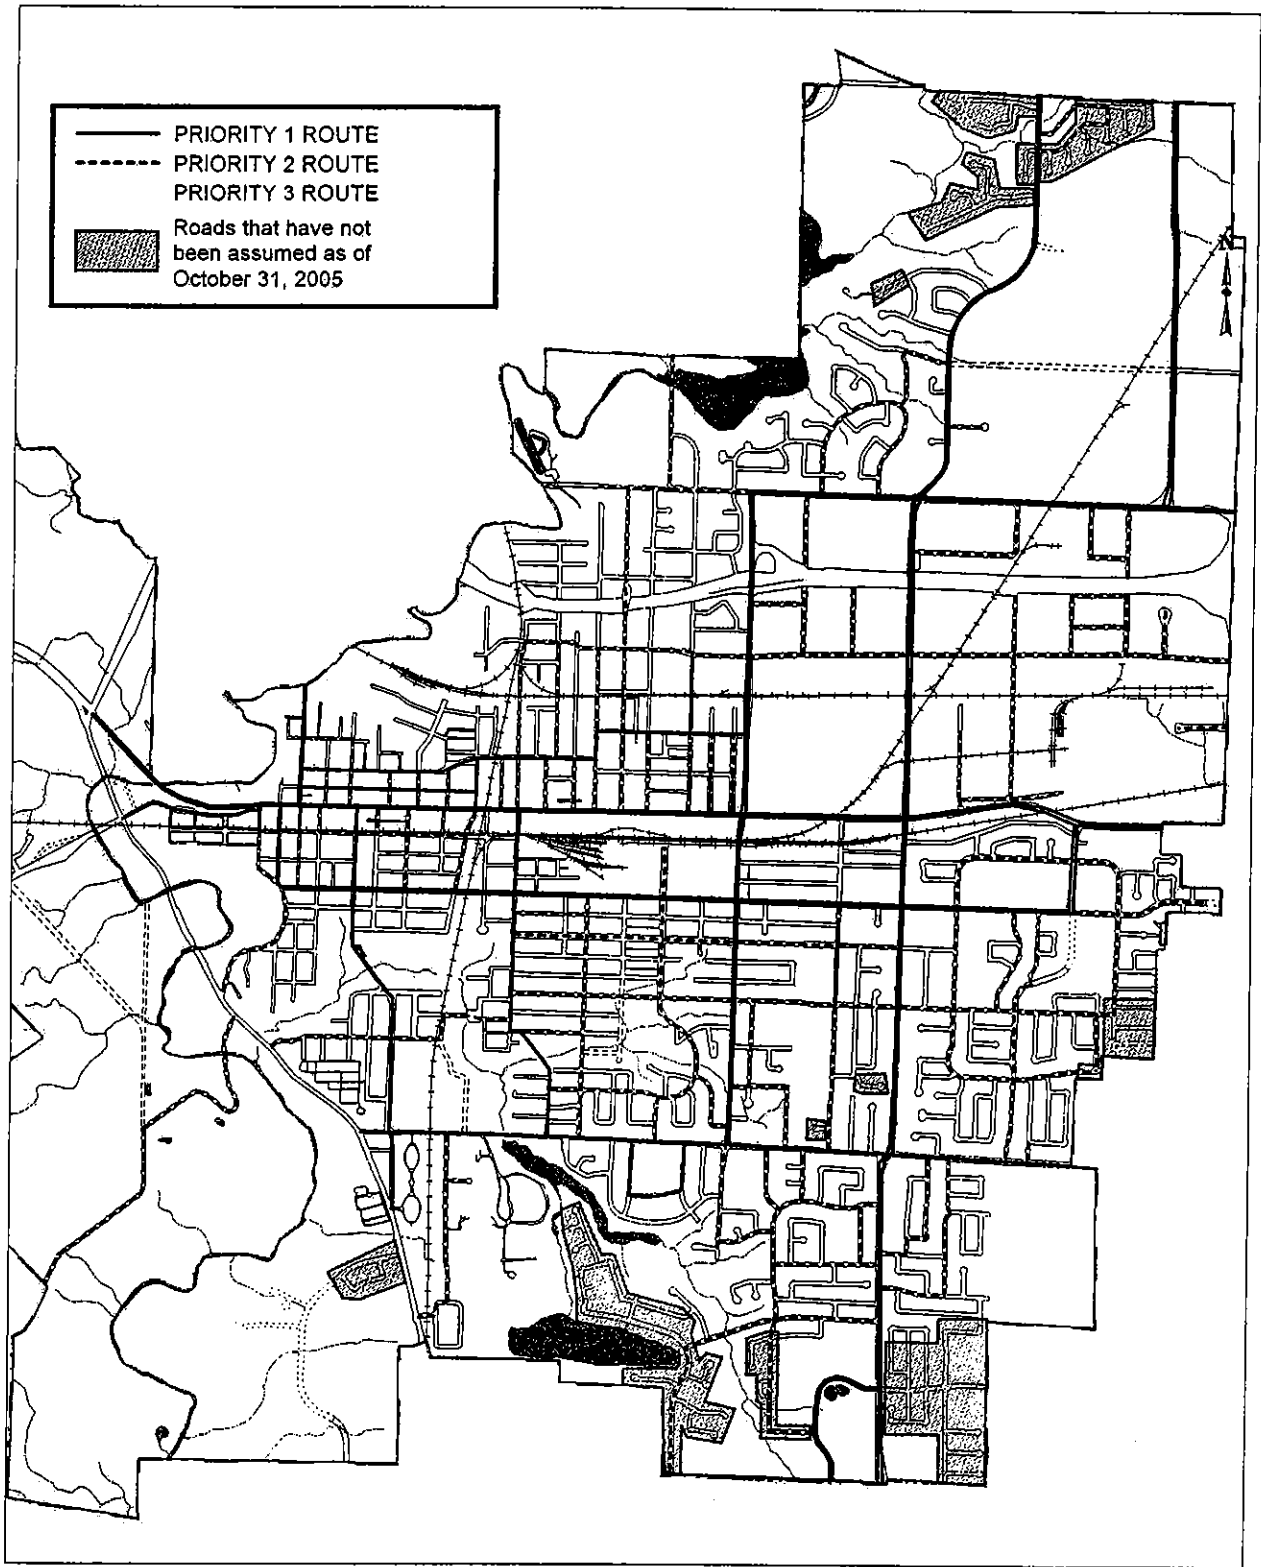 PRIORITY 1 ROUTE
PRIORITY 2 ROUTE
PRIORITY 3 ROUTE
Roads that have not
been assumed as of
October 31, 2005
N